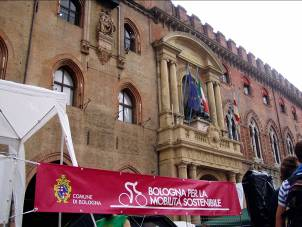 COMUNE
DI BOLOGNA
BOLOGNA PER LA
MOBILITÀ SOSTENIBILE